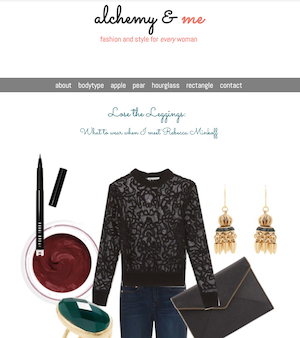 alchemy & me
fashion and style for every woman
about bodytype apple pear hourglass rectangle contact
Lose the Leggings:
What to wear when I meet Rebecca Minkoff